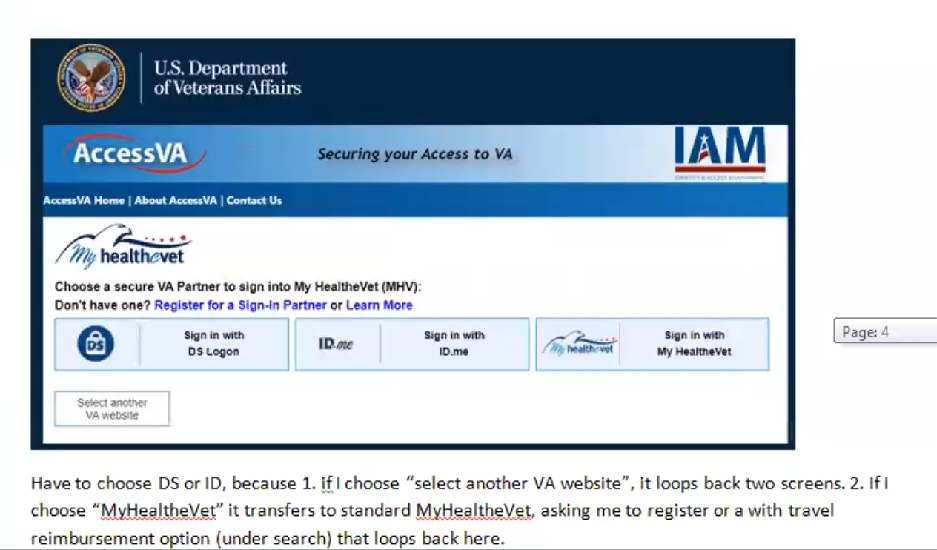 U.S. Department
of Veterans Affairs
AccessVA
Securing your Access to VA
IAM
AccessVA Home | About AccessVA | Contact Us
My healthevet
Choose a secure VA Partner to sign into My HealtheVet (MHV):
Don't have one? Register for a Sign-In Partner or Learn More
DS
Sign in with
DS Logon
ID.me
Sign in with
ID.me
My healthevet
Sign in with
My HealtheVet
Page: 4
Select another
VA website
Have to choose DS or ID, because 1. if I choose “select another VA website”, it loops back two screens. 2. If I
choose “MyHealtheVet” it transfers to standard MyHealtheVet, asking me to register or a with travel
reimbursement option (under search) that loops back here.